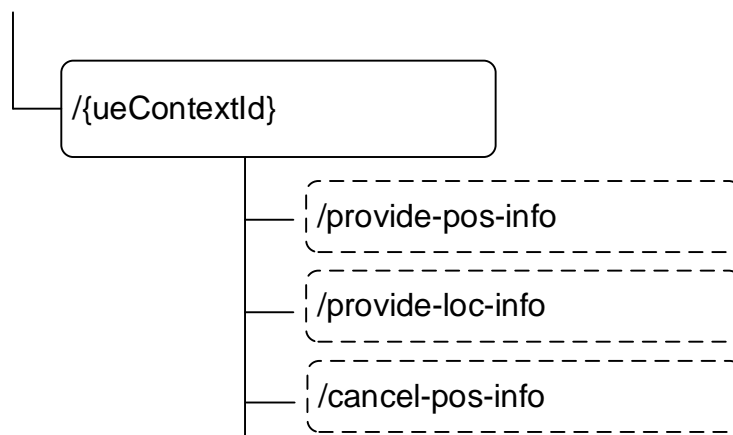 /{ueContextId}
/provide-pos-info
/provide-loc-info
/cancel-pos-info